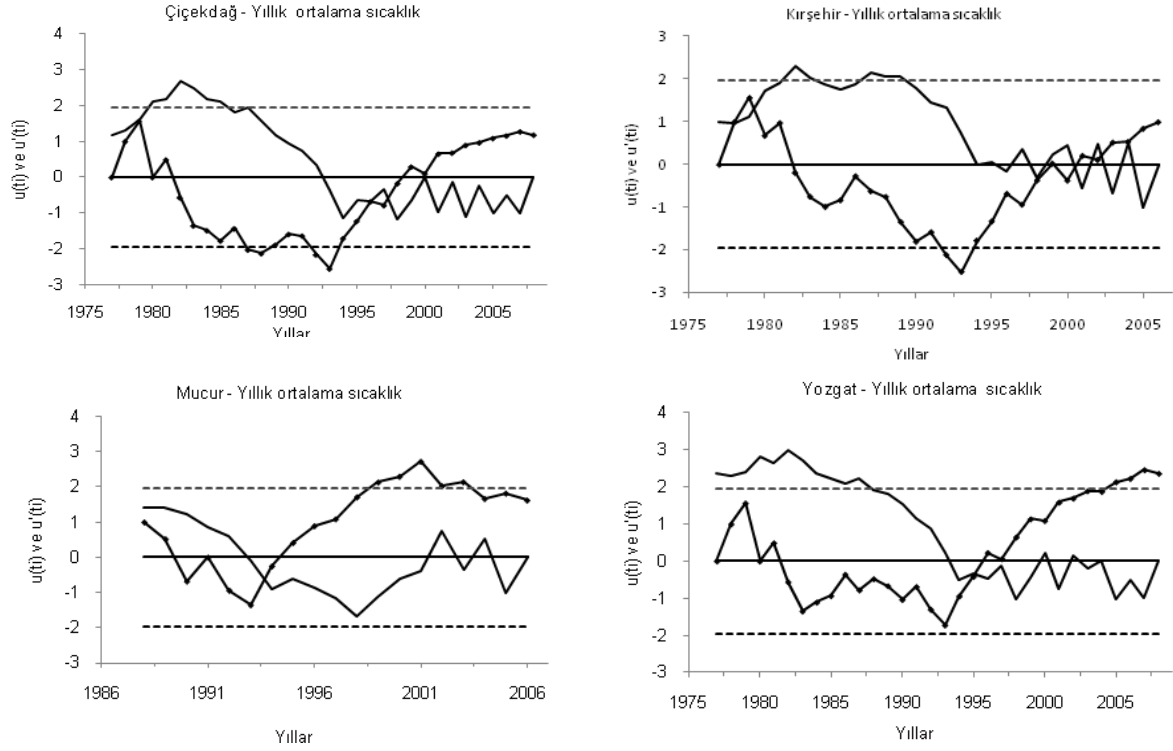 Çiçekdağ - Yıllık ortalama sıcaklık
u(ti) ve u'(ti)
4
3
2
1
0
-1
-2
-3
1975 1980 1985 1990 1995 2000 2005
Yıllar
Kırşehir - Yıllık ortalama sıcaklık
u(ti) ve u'(ti)
3
2
1
0
-1
-2
-3
1975 1980 1985 1990 1995 2000 2005
Yıllar
Mucur - Yıllık ortalama sıcaklık
u(ti) ve u'(ti)
4
3
2
1
0
-1
-2
-3
1986 1991 1996 2001 2006
Yıllar
Yozgat - Yıllık ortalama sıcaklık
u(ti) ve u'(ti)
4
3
2
1
0
-1
-2
-3
1975 1980 1985 1990 1995 2000 2005
Yıllar